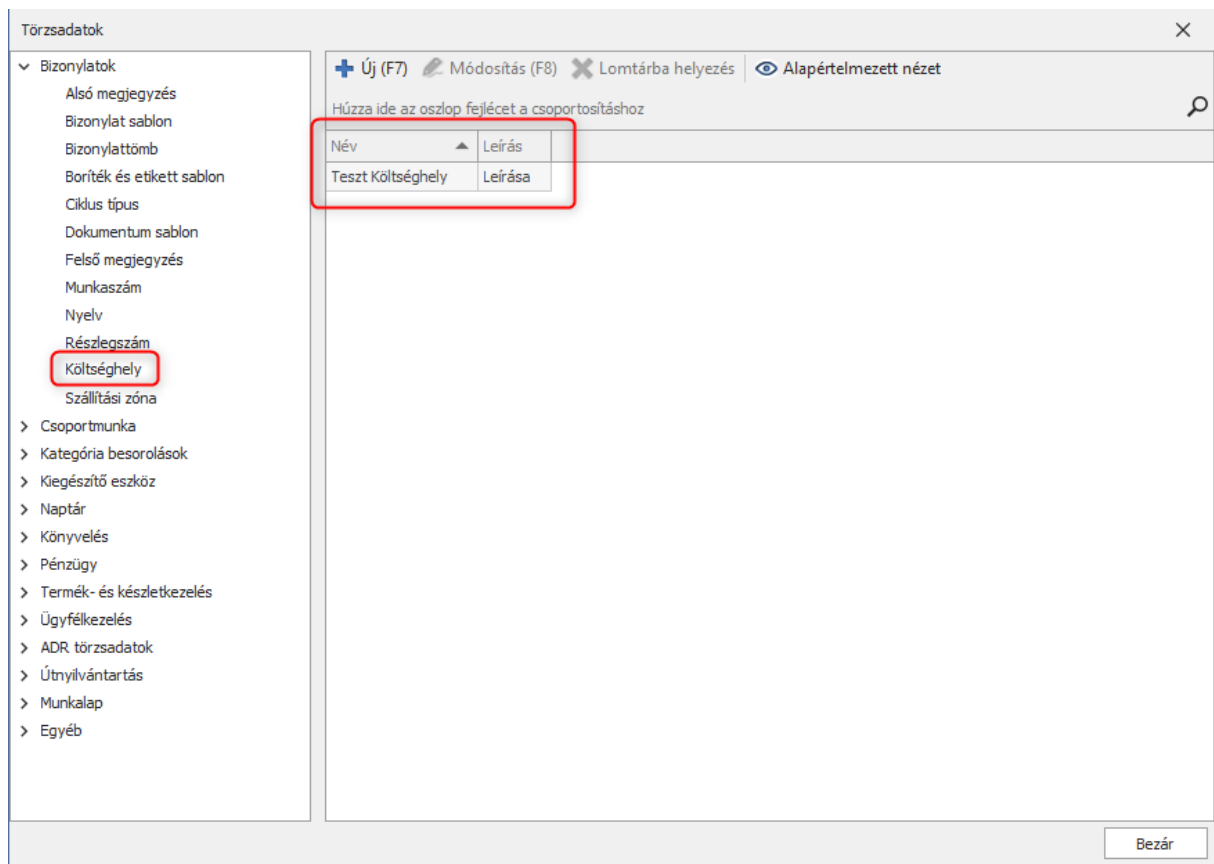 Törzsadatok
Bizonylatok
Alsó megjegyzés
Bizonylat sablon
Bizonylattömb
Boríték és etikett sablon
Ciklus típus
Dokumentum sablon
Felső megjegyzés
Munkaszám
Nyelv
Részlegszám
Költséghely
Szállítási zóna
Csoportmunka
Kategória besorolások
Kiegészítő eszköz
Naptár
Könyvelés
Pénzügy
Termék- és készletkezelés
Ügyfélkezelés
ADR törzsadatok
Útnyilvántartás
Munkalap
Egyéb
Új (F7) Módosítás (F8) Lomtárba helyezés Alapértelmezett nézet
Húzza ide az oszlop fejlécet a csoportosításhoz
Név Leírás
Teszt Költséghely Leírása
Bezár